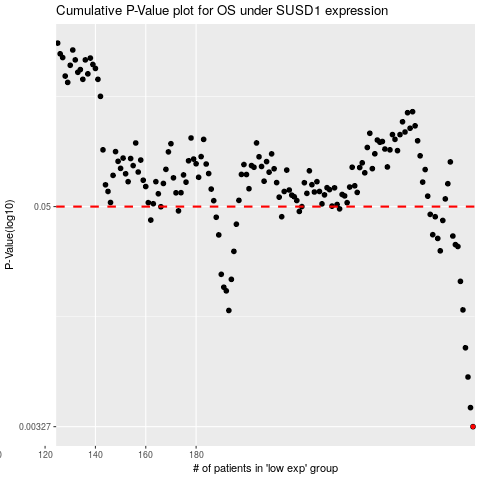 Cumulative P-Value plot for OS under SUSD1 expression
P-Value(log10)
0.05
0.00327
0 120 140 160 180
# of patients in 'low exp' group